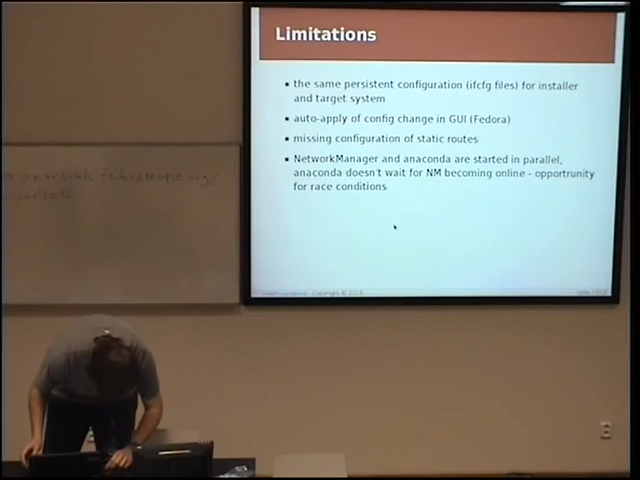 Limitations
the same persistent configuration (ifcfg files) for installer
and target system
auto-apply of config change in GUI (Fedora)
missing configuration of static routes
NetworkManager and anaconda are started in parallel,
anaconda doesn't wait for NM becoming online - opportrunity
for race conditions